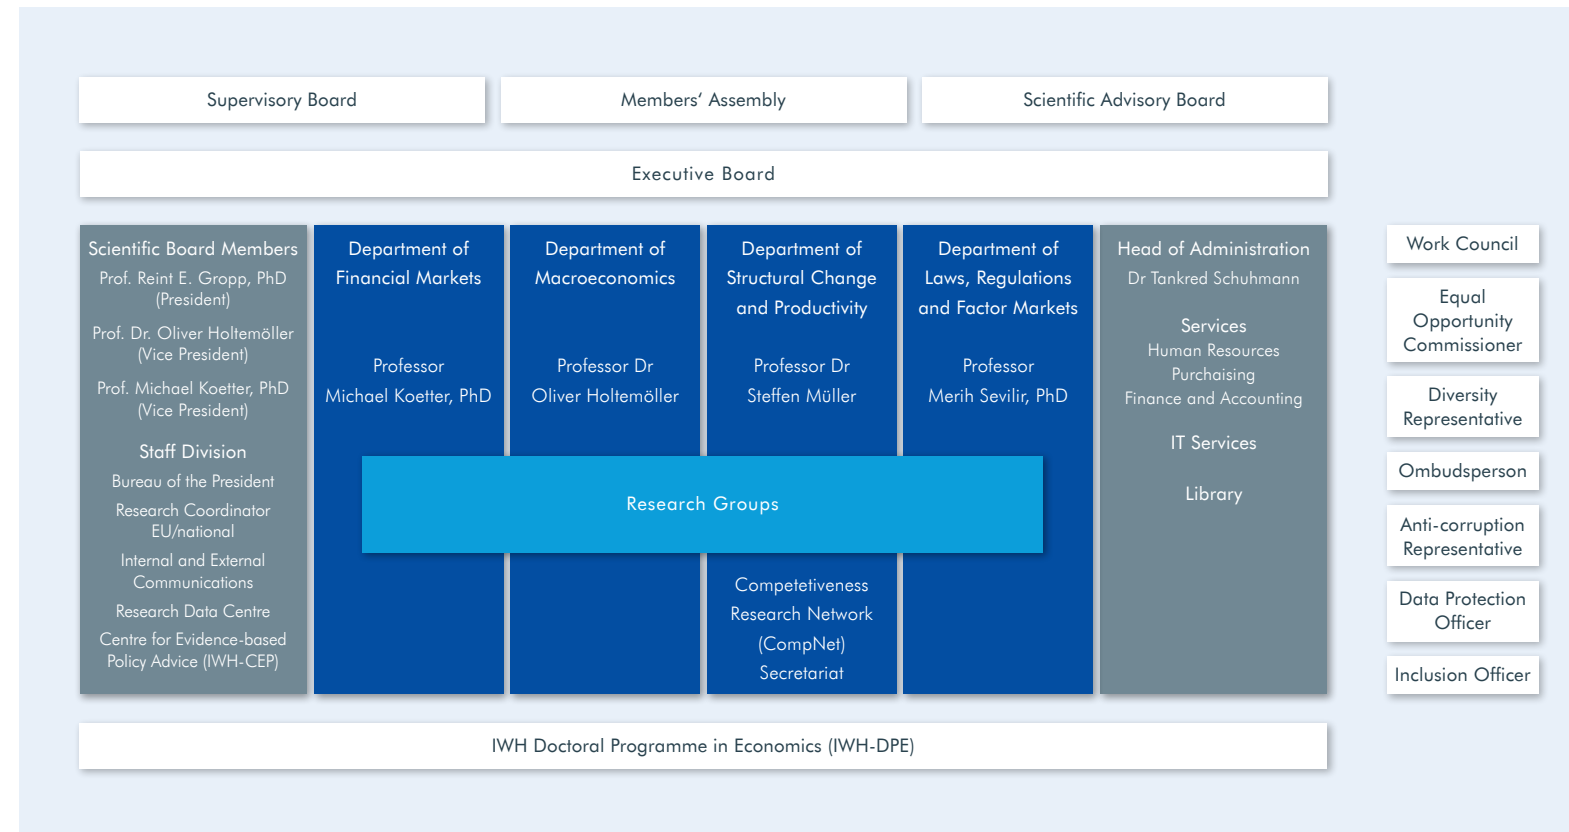 Supervisory Board
Members‘ Assembly
Scientific Advisory Board
Executive Board
Scientific Board Members
Prof. Reint E. Gropp, PhD
(President)
Prof. Dr. Oliver Holtemöller
(Vice President)
Prof. Michael Koetter, PhD
(Vice President)
Staff Division
Bureau of the President
Research Coordinator
EU/national
Internal and External
Communications
Research Data Centre
Centre for Evidence-based
Policy Advice (IWH-CEP)
Department of
Financial Markets
Professor
Michael Koetter, PhD
Department of
Macroeconomics
Professor Dr
Oliver Holtemöller
Department of
Structural Change
and Productivity
Professor Dr
Steffen Müller
Department of
Laws, Regulations
and Factor Markets
Professor
Merih Sevilir, PhD
Research Groups
Competetiveness
Research Network
(CompNet)
Secretariat
Head of Administration
Dr Tankred Schuhmann
Services
Human Resources
Purchaising
Finance and Accounting
IT Services
Library
Work Council
Equal
Opportunity
Commissioner
Diversity
Representative
Ombudsperson
Anti-corruption
Representative
Data Protection
Officer
Inclusion Officer
IWH Doctoral Programme in Economics (IWH-DPE)